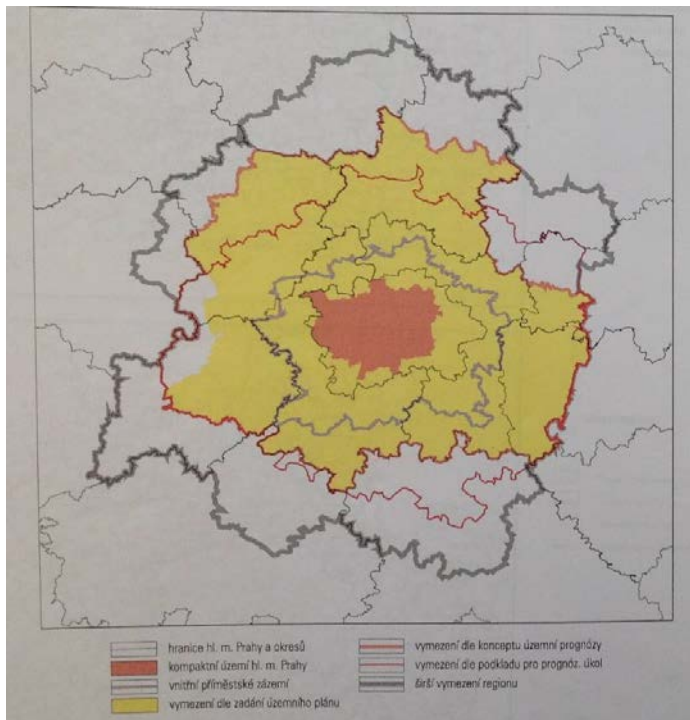 hranice hl. m. Prahy a okresů
kompaktní území hl. m. Prahy
vnitřní příměstské zázemí
vymezení dle zadání územního plánu
vymezení dle konceptu územní prognózy
vymezení dle podkladu pro prognóz. úkol
širší vymezení regionu